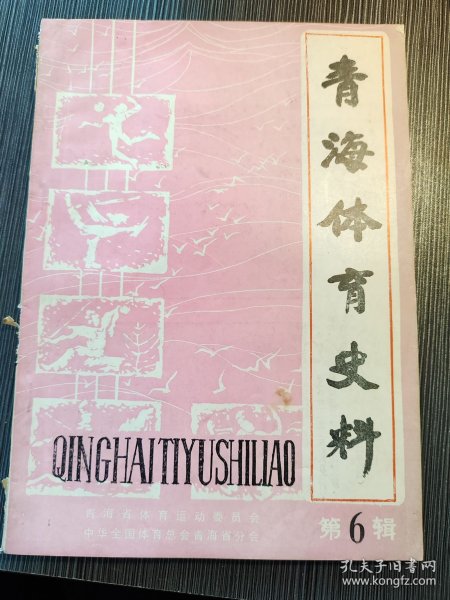 青海体育史料
QINGHAITIYUSHILIAO
青海省体育运动委员会
中华全国体育总会青海省分会
第6辑
孔夫子旧书网
kongfz.com